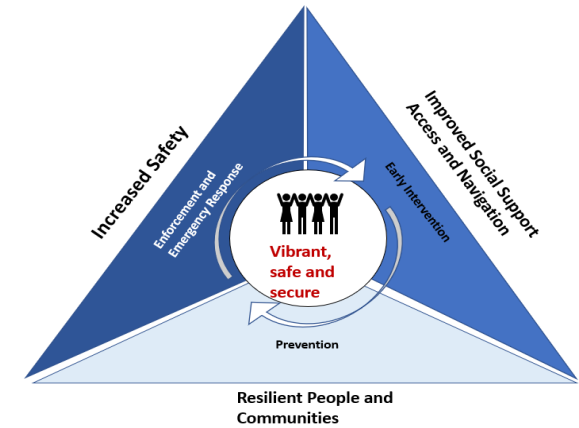 Increased Safety
Enforcement and
Emergency Response
Improved Social Support
Access and Navigation
Early Intervention
Vibrant,
safe and
secure
Prevention
Resilient People and
Communities